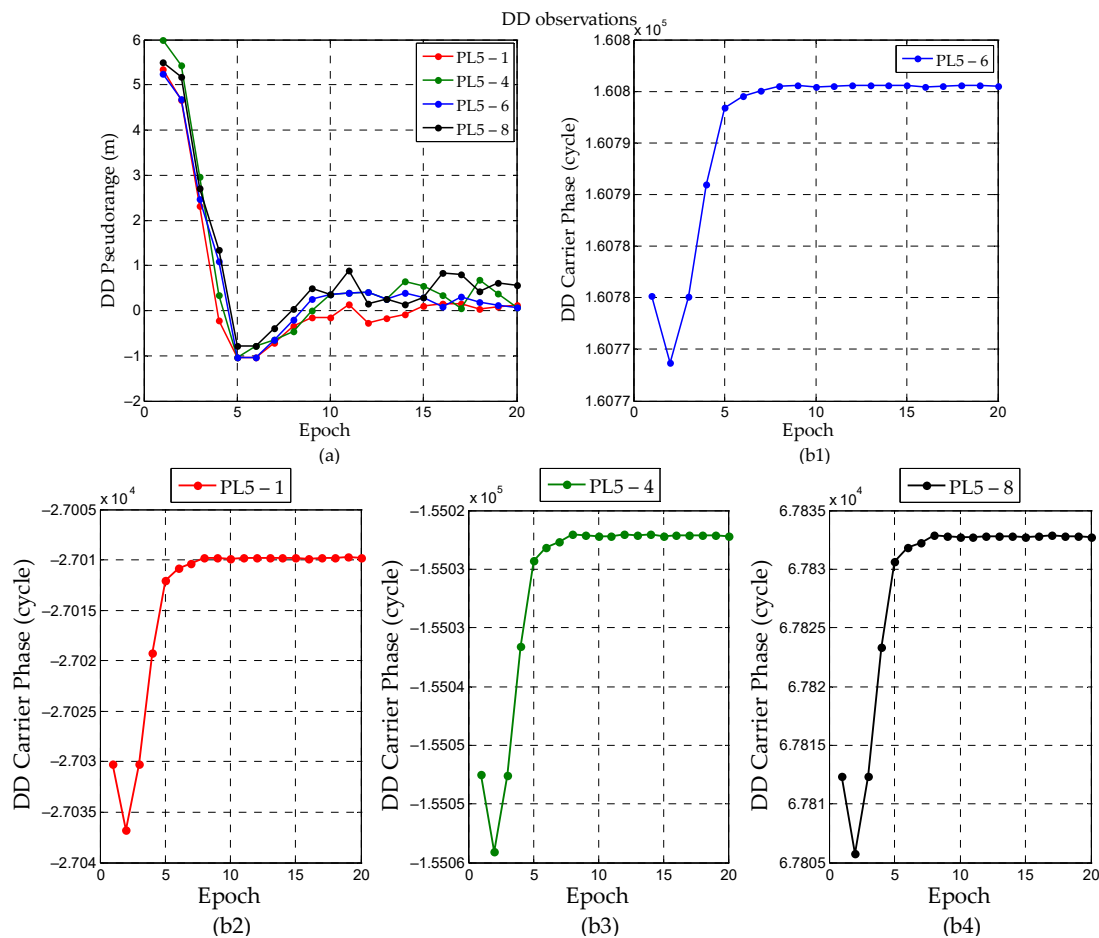 DD observations
6
5
4
3
2
1
0
−1
−2
0
5
10
15
20
DD Pseudorange (m)
Epoch
(a)
PL5 – 1
PL5 – 4
PL5 – 6
PL5 – 8
x 10^5
1.608
1.608
1.6079
1.6079
1.6078
1.6078
1.6077
1.6077
0
5
10
15
20
DD Carrier Phase (cycle)
Epoch
(b1)
PL5 – 6
PL5 – 1
x 10^4
−2.7005
−2.701
−2.7015
−2.702
−2.7025
−2.703
−2.7035
−2.704
0
5
10
15
20
DD Carrier Phase (cycle)
Epoch
(b2)
PL5 – 4
x 10^5
−1.5502
−1.5503
−1.5503
−1.5504
−1.5505
−1.5505
−1.5506
0
5
10
15
20
DD Carrier Phase (cycle)
Epoch
(b3)
PL5 – 8
x 10^4
6.7835
6.783
6.7825
6.782
6.7815
6.781
6.7805
0
5
10
15
20
DD Carrier Phase (cycle)
Epoch
(b4)